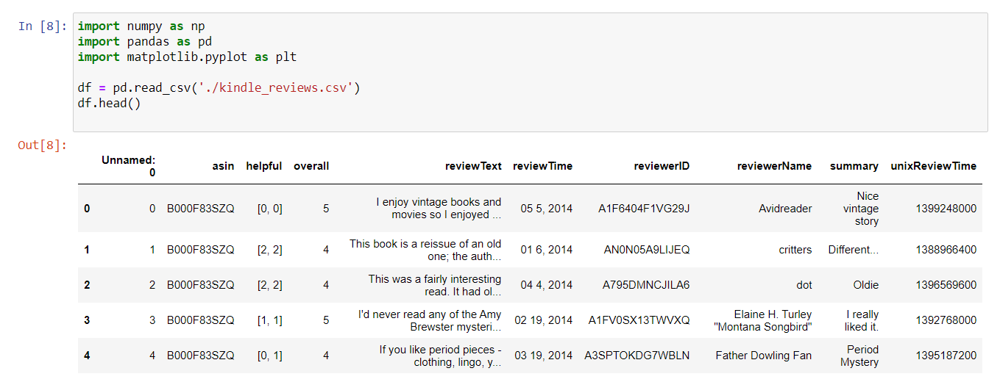 In [8]:
import numpy as np
import pandas as pd
import matplotlib.pyplot as plt
df = pd.read_csv('./kindle_reviews.csv')
df.head()
Out[8]:
Unnamed: 0 asin helpful overall reviewText reviewTime reviewerID reviewerName summary unixReviewTime
0 0 B000F83SZQ [0, 0] 5 I enjoy vintage books and movies so I enjoyed ... 05 5, 2014 A1F6404F1VG29J Avidreader Nice vintage story 1399248000
1 1 B000F83SZQ [2, 2] 4 This book is a reissue of an old one; the auth... 01 6, 2014 AN0N05A9LIJEQ critters Different... 1388966400
2 2 B000F83SZQ [2, 2] 4 This was a fairly interesting read. It had ol... 04 4, 2014 A795DMNCJILA6 dot Oldie 1396569600
3 3 B000F83SZQ [1, 1] 5 I'd never read any of the Amy Brewster mysteri... 02 19, 2014 A1FV0SX13TWVXQ Elaine H. Turley "Montana Songbird" I really liked it. 1392768000
4 4 B000F83SZQ [0, 1] 4 If you like period pieces - clothing, lingo, y... 03 19, 2014 A3SPTOKDG7WBLN Father Dowling Fan Period Mystery 1395187200